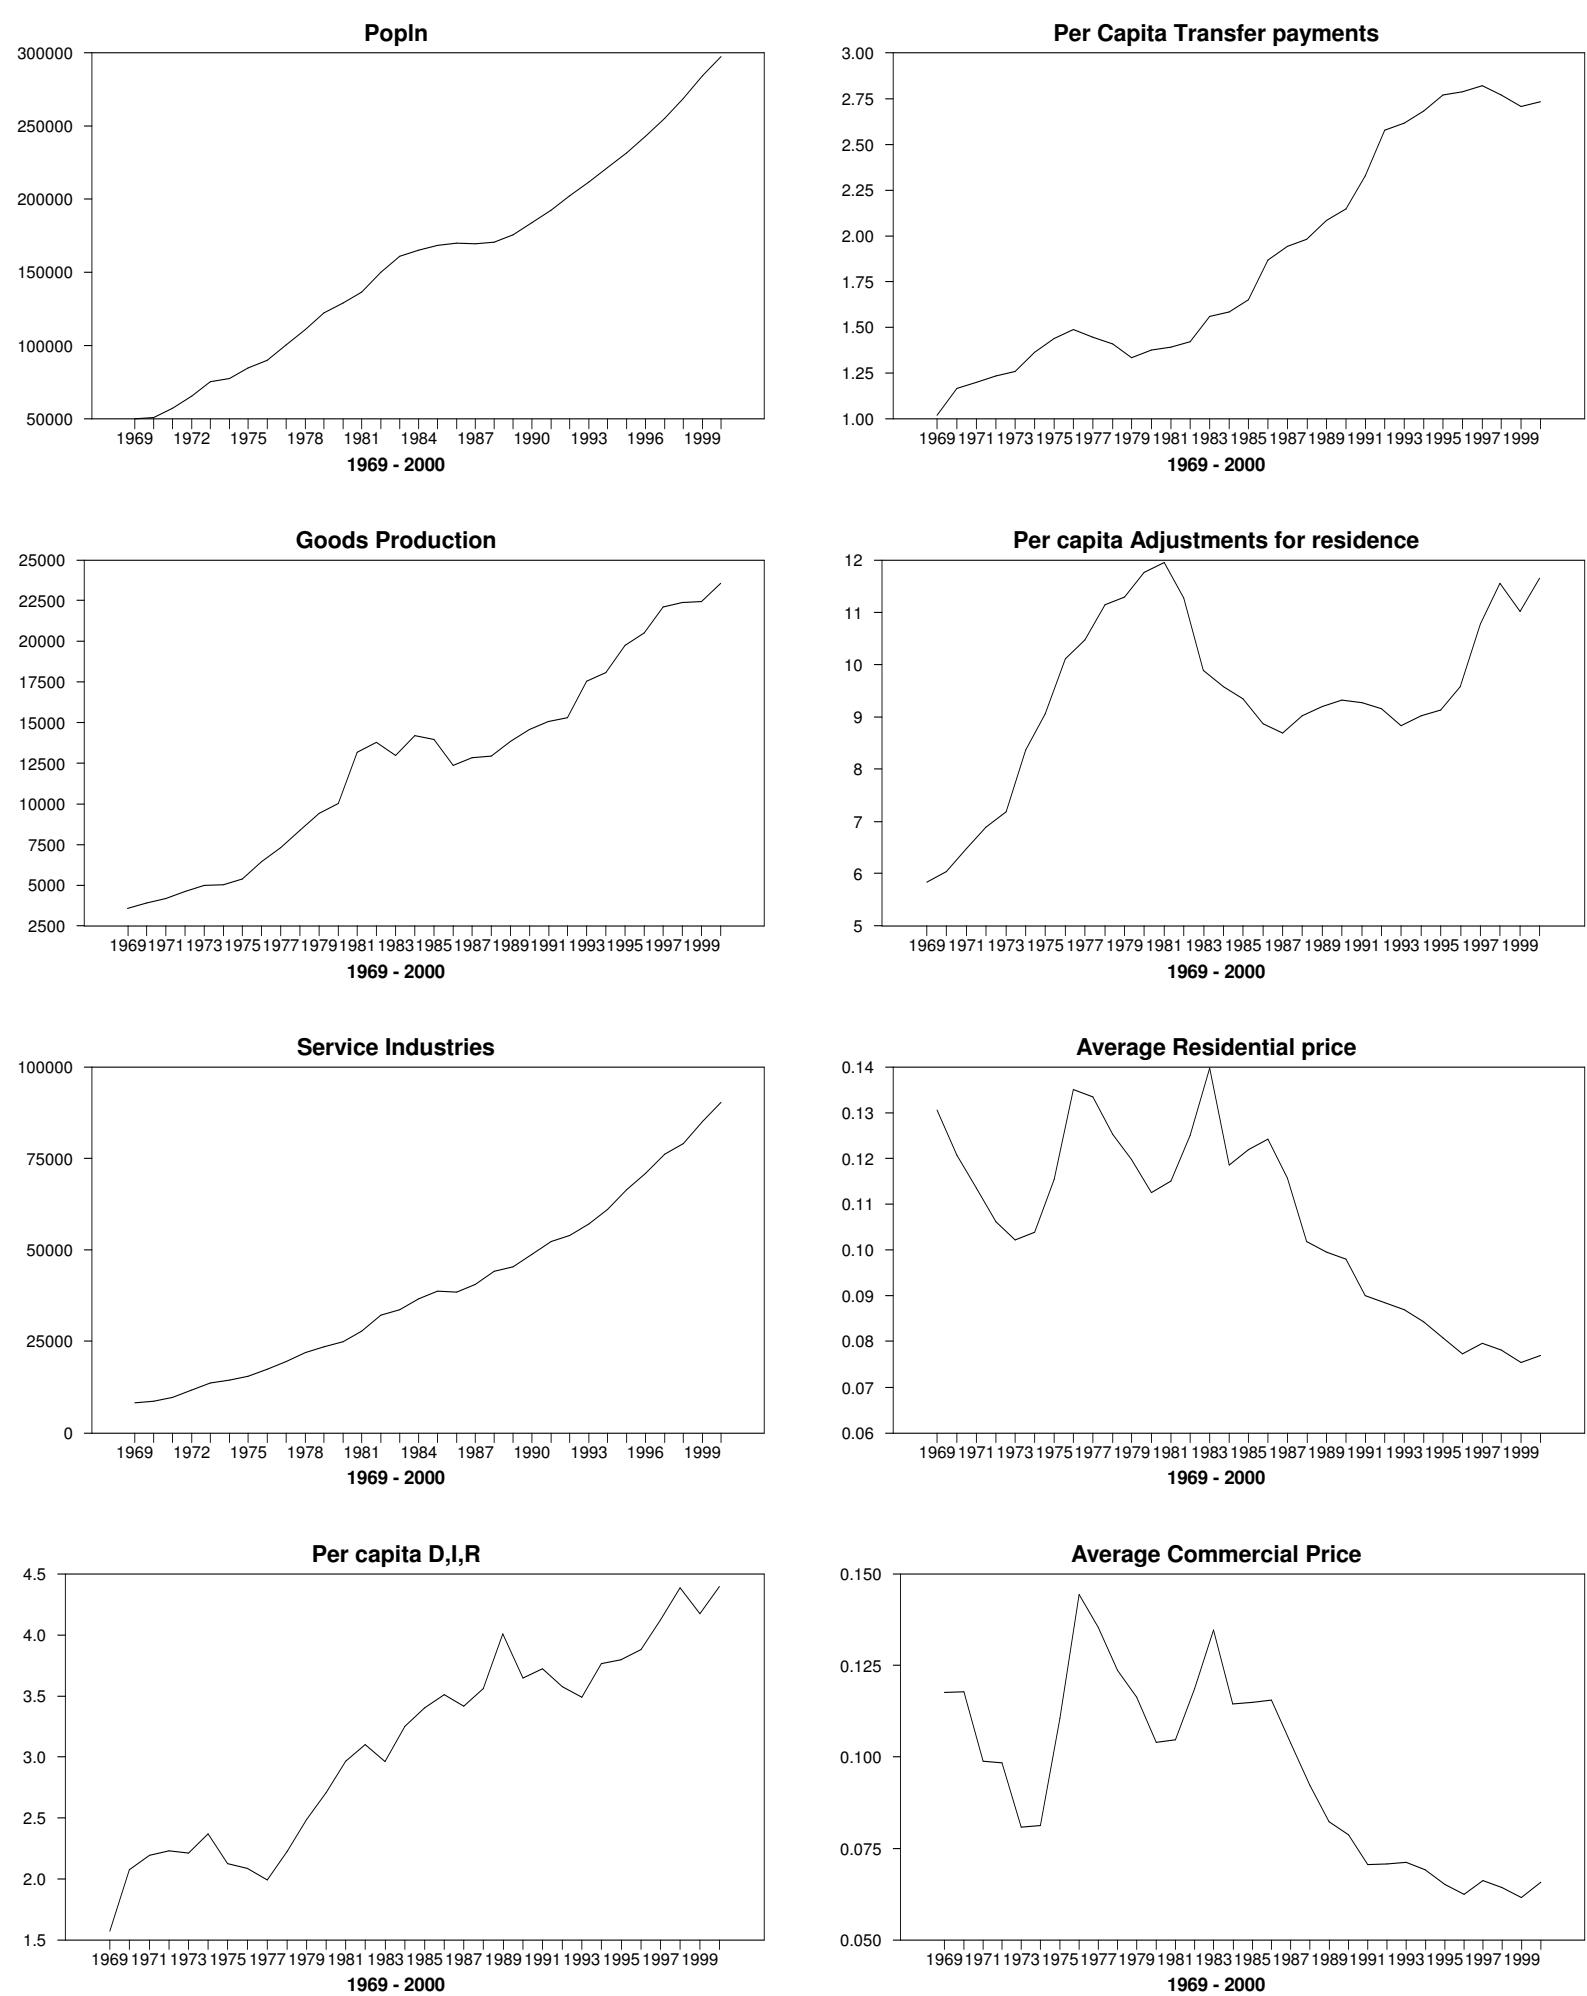 PopIn
300000
250000
200000
150000
100000
50000
1969 1972 1975 1978 1981 1984 1987 1990 1993 1996 1999
1969 - 2000
Per Capita Transfer payments
3.00
2.75
2.50
2.25
2.00
1.75
1.50
1.25
1.00
1969 1971 1973 1975 1977 1979 1981 1983 1985 1987 1989 1991 1993 1995 1997 1999
1969 - 2000
Goods Production
25000
22500
20000
17500
15000
12500
10000
7500
5000
2500
1969 1971 1973 1975 1977 1979 1981 1983 1985 1987 1989 1991 1993 1995 1997 1999
1969 - 2000
Per capita Adjustments for residence
12
11
10
9
8
7
6
5
1969 1971 1973 1975 1977 1979 1981 1983 1985 1987 1989 1991 1993 1995 1997 1999
1969 - 2000
Service Industries
100000
75000
50000
25000
0
1969 1972 1975 1978 1981 1984 1987 1990 1993 1996 1999
1969 - 2000
Average Residential price
0.14
0.13
0.12
0.11
0.10
0.09
0.08
0.07
0.06
1969 1971 1973 1975 1977 1979 1981 1983 1985 1987 1989 1991 1993 1995 1997 1999
1969 - 2000
Per capita D,I,R
4.5
4.0
3.5
3.0
2.5
2.0
1.5
1969 1971 1973 1975 1977 1979 1981 1983 1985 1987 1989 1991 1993 1995 1997 1999
1969 - 2000
Average Commercial Price
0.150
0.125
0.100
0.075
0.050
1969 1971 1973 1975 1977 1979 1981 1983 1985 1987 1989 1991 1993 1995 1997 1999
1969 - 2000